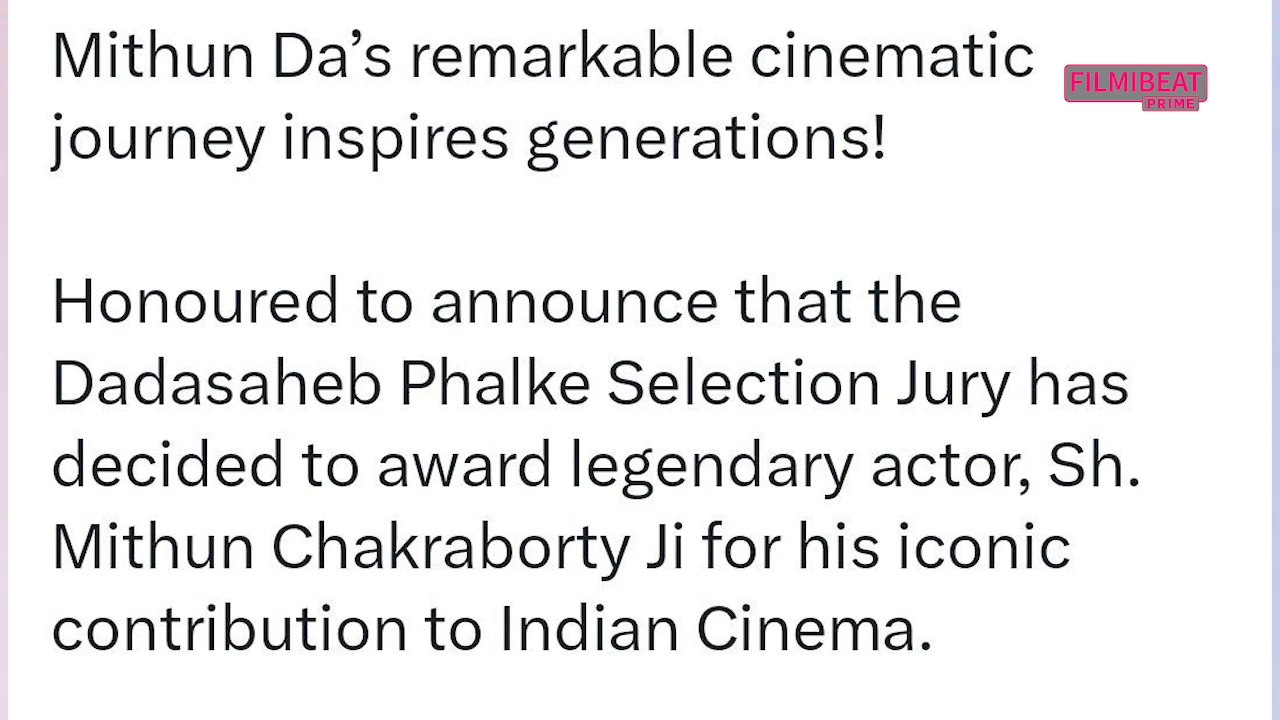 Mithun Da’s remarkable cinematic
journey inspires generations!
FILMIBEAT
PRIME
Honoured to announce that the
Dadasaheb Phalke Selection Jury has
decided to award legendary actor, Sh.
Mithun Chakraborty Ji for his iconic
contribution to Indian Cinema.